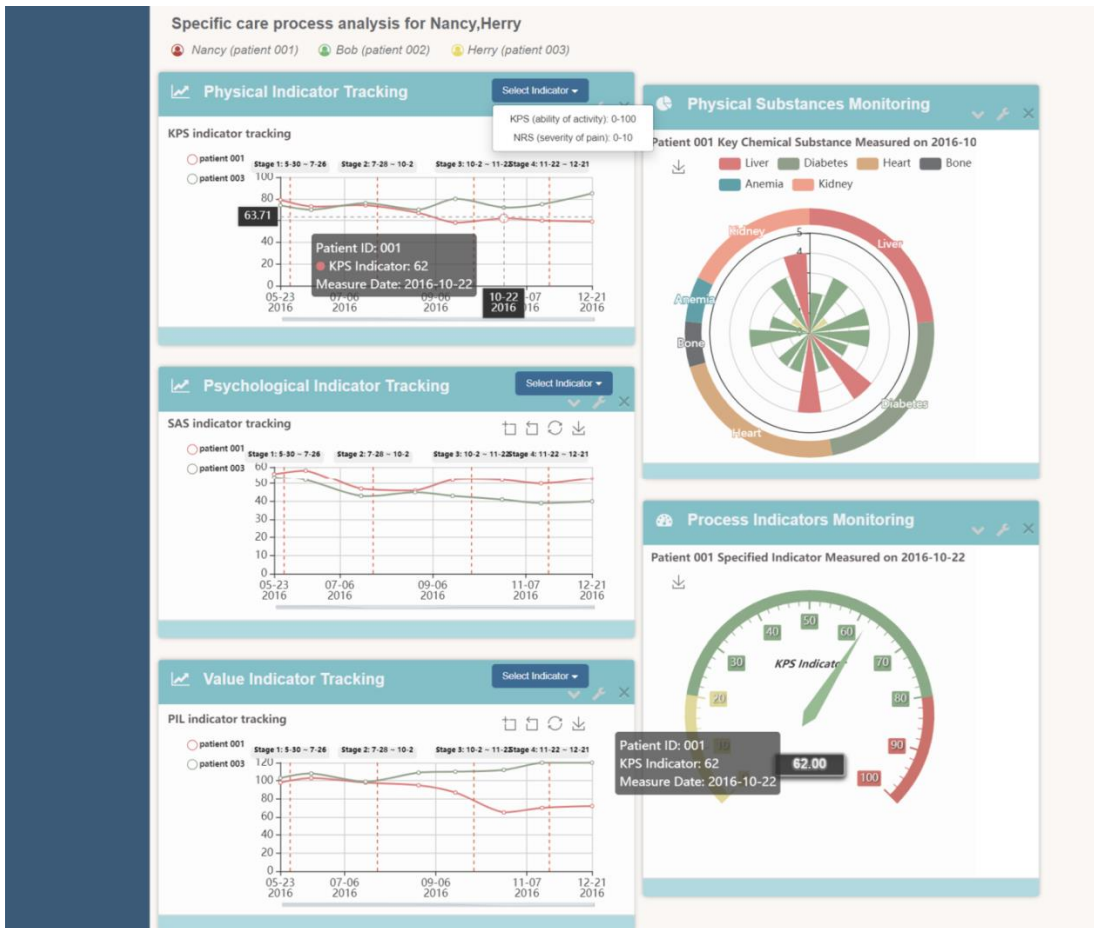 Specific care process analysis for Nancy,Herry
Nancy (patient 001) Bob (patient 002) Herry (patient 003)
Physical Indicator Tracking
Select Indicator
KPS (ability of activity): 0-100
NRS (severity of pain): 0-10
KPS indicator tracking
patient 001
patient 003
Stage 1: 5-30 ~ 7-26 Stage 2: 7-28 ~ 10-2 Stage 3: 10-2 ~ 11-22 Stage 4: 11-22 ~ 12-21
100
80
63.71
40
20
0
Patient ID: 001
KPS Indicator: 62
Measure Date: 2016-10-22
05-23 07-06 09-06 10-22 -07 12-21
2016 2016 2016 2016 16 2016
Psychological Indicator Tracking
Select Indicator
SAS indicator tracking
patient 001
patient 003
Stage 1: 5-30 ~ 7-26 Stage 2: 7-28 ~ 10-2 Stage 3: 10-2 ~ 11-22 Stage 4: 11-22 ~ 12-21
60
50
40
30
20
10
0
05-23 07-06 09-06 11-07 12-21
2016 2016 2016 2016 2016
Value Indicator Tracking
Select Indicator
PIL indicator tracking
patient 001
patient 003
Stage 1: 5-30 ~ 7-26 Stage 2: 7-28 ~ 10-2 Stage 3: 10-2 ~ 11-22 Stage 4: 11-22 ~ 12-21
120
100
80
60
40
20
0
05-23 07-06 09-06 11-07 12-21
2016 2016 2016 2016 2016
Physical Substances Monitoring
Patient 001 Key Chemical Substance Measured on 2016-10
Liver Diabetes Heart Bone
Anemia Kidney
Kidney
Liver
Anemia
Bone
Heart
Diabetes
5
4
Process Indicators Monitoring
Patient 001 Specified Indicator Measured on 2016-10-22
20
30
40
50
60
70
80
90
100
KPS Indicato
62.00
Patient ID: 001
KPS Indicator: 62
Measure Date: 2016-10-22